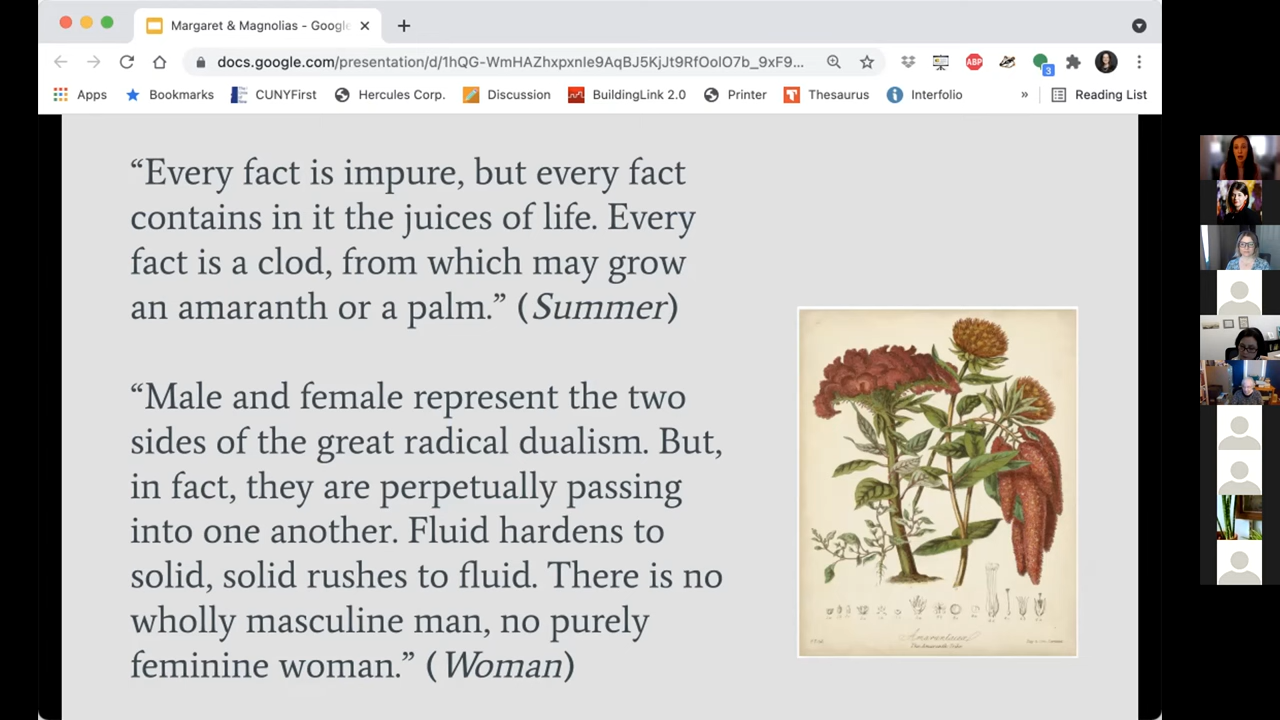 Margaret & Magnolias - Google
docs.google.com/presentation/d/1hQG-WmHAZhxpxnle9AqBJ5KjJt9RfOolO7b_9xF9...
ABP
3
Apps
Bookmarks
CUNYFirst
Hercules Corp.
Discussion
BuildingLink 2.0
Printer
Thesaurus
Interfolio
»
Reading List
“Every fact is impure, but every fact
contains in it the juices of life. Every
fact is a clod, from which may grow
an amaranth or a palm.” (Summer)
“Male and female represent the two
sides of the great radical dualism. But,
in fact, they are perpetually passing
into one another. Fluid hardens to
solid, solid rushes to fluid. There is no
wholly masculine man, no purely
feminine woman.” (Woman)